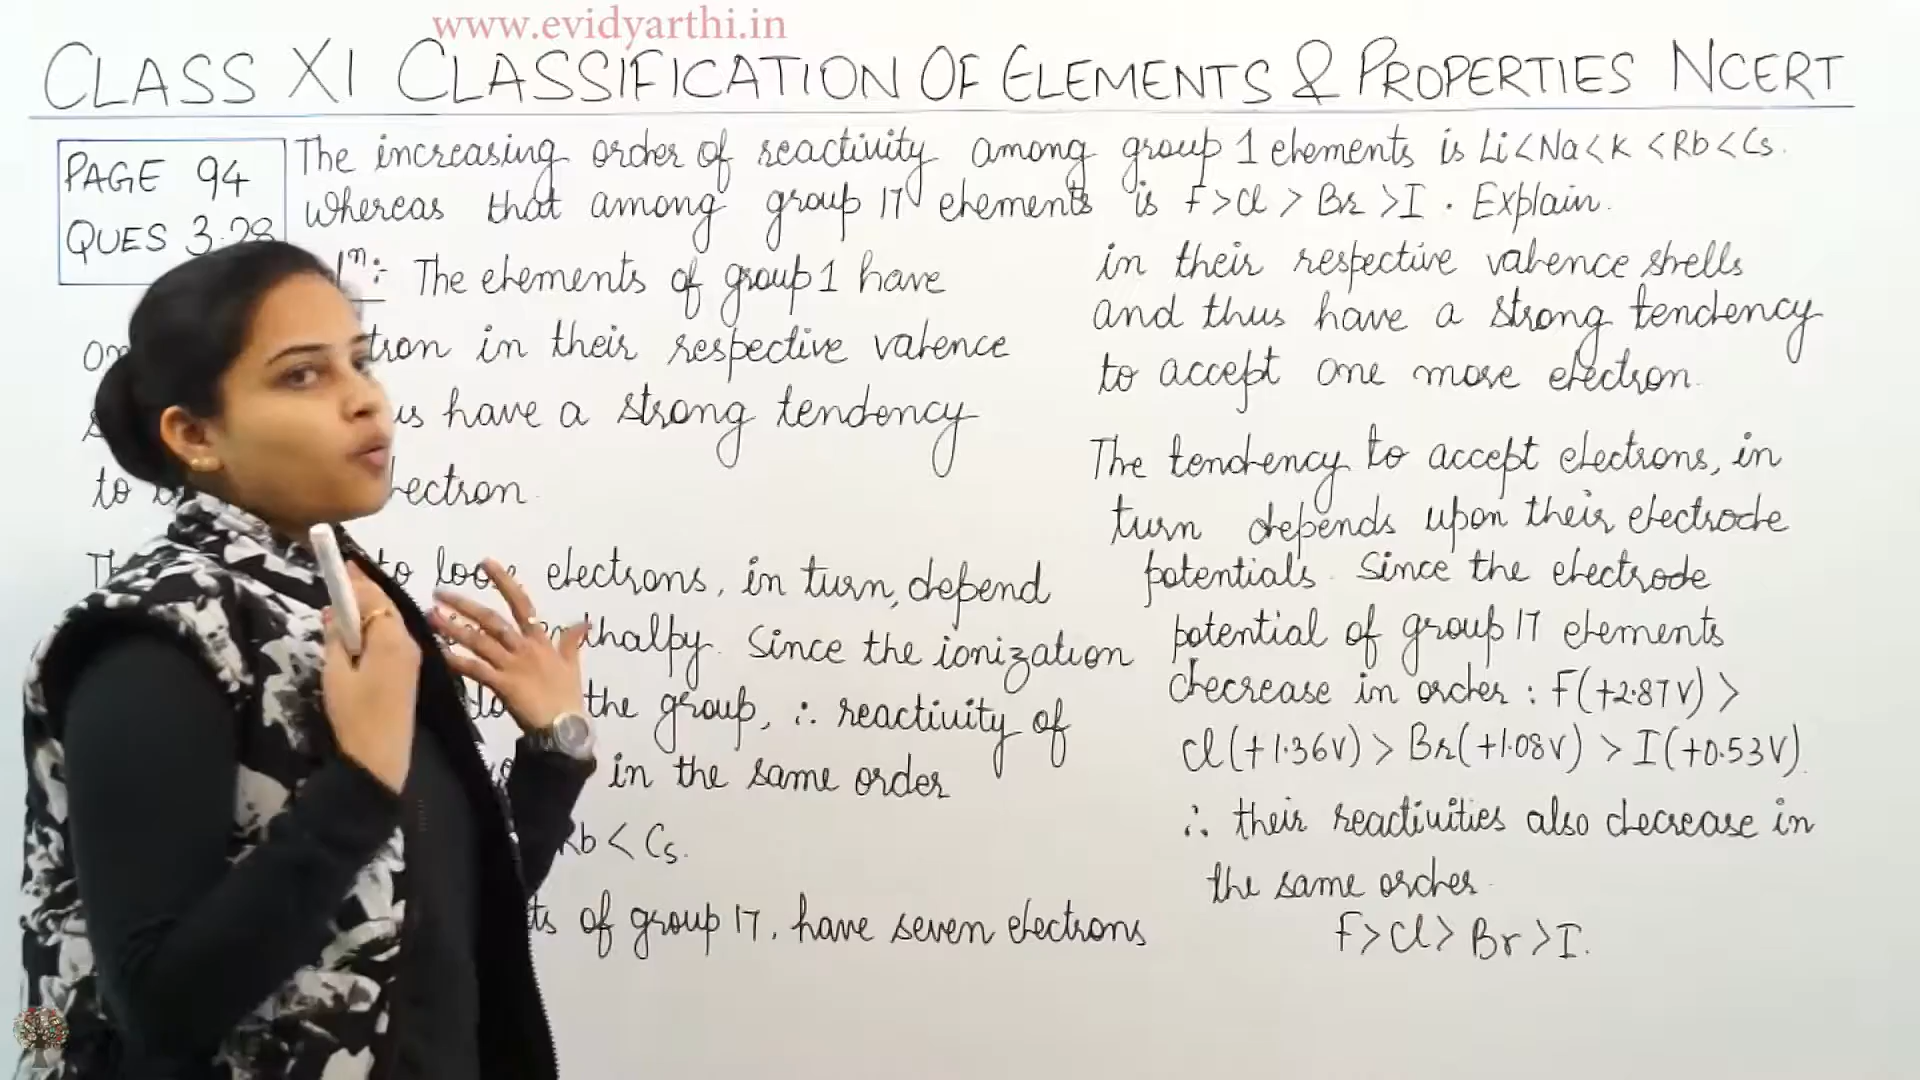 www.evidyarthi.in
CLASS XI CLASSIFICATION OF ELEMENTS & PROPERTIES NCERT
PAGE 94
QUES 3.28
The increasing order of reactivity among group 1 elements is Li<Na<K<Rb<Cs.
whereas that among group 17 elements is F>Cl>Br>I. Explain.
The elements of group 1 have
in their respective valence
have a strong tendency
to
to loose electrons, in turn, depend
Since the ionization
the group, ∴ reactivity of
in the same order
Rb < Cs.
of group 17, have seven electrons
in their respective valence shells
and thus have a strong tendency
to accept one more electron.
The tendency to accept electrons, in
turn depends upon their electrode
potentials. Since the electrode
potential of group 17 elements
decrease in order : F(+2.87V) >
Cl(+1.36V) > Br(+1.08V) > I(+0.53V).
∴ their reactivities also decrease in
the same order.
F>Cl>Br>I.